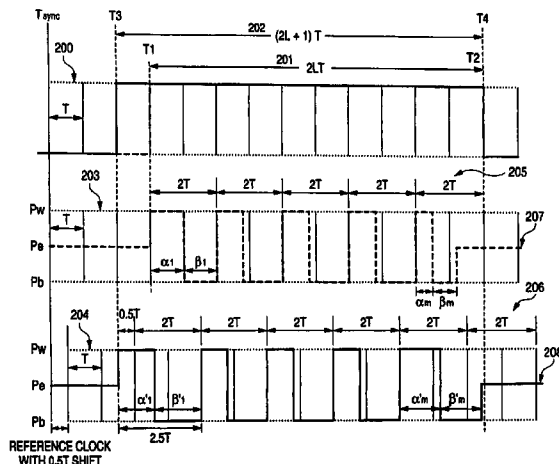 Tsync T3 202 T4
(2L + 1) T
200 T1 201 T2
2LT
T
205
203 2T 2T 2T 2T 2T
Pw
T 207
Pe
Pb α1 β1 αm βm
206
204 0.5T 2T 2T 2T 2T 2T 2T
Pw
T 208
Pe
α'1 β'1 α'm β'm
Pb
2.5T
REFERENCE CLOCK
WITH 0.5T SHIFT